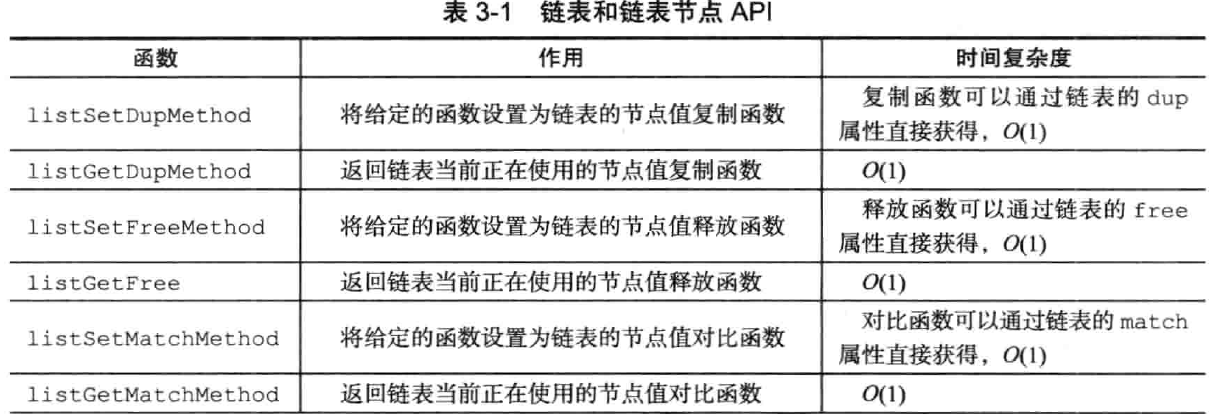 表 3-1 链表和链表节点 API
函数 作用 时间复杂度
listSetDupMethod 将给定的函数设置为链表的节点值复制函数 复制函数可以通过链表的 dup
属性直接获得，O(1)
listGetDupMethod 返回链表当前正在使用的节点值复制函数 O(1)
listSetFreeMethod 将给定的函数设置为链表的节点值释放函数 释放函数可以通过链表的 free
属性直接获得，O(1)
listGetFree 返回链表当前正在使用的节点值释放函数 O(1)
listSetMatchMethod 将给定的函数设置为链表的节点值对比函数 对比函数可以通过链表的 match
属性直接获得，O(1)
listGetMatchMethod 返回链表当前正在使用的节点值对比函数 O(1)